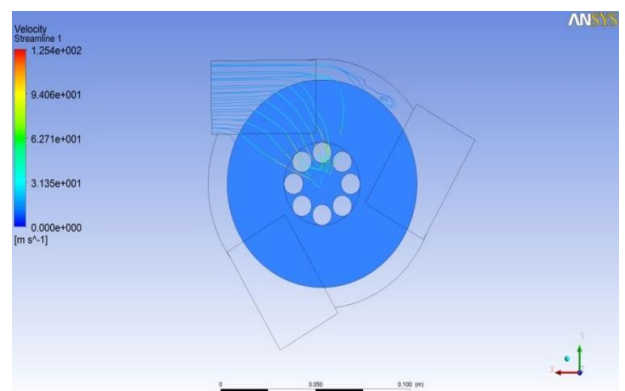 Velocity
Streamline 1
ANSYS
1.254e+002
9.406e+001
6.271e+001
3.135e+001
0.000e+000
[m s^-1]
Y
X
0 0.050 0.100 (m)